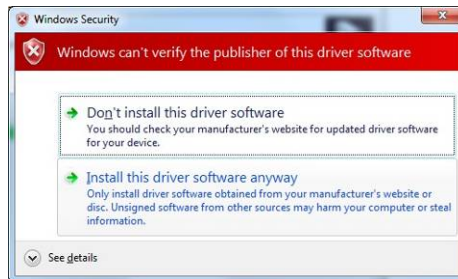 Windows Security
Windows can't verify the publisher of this driver software
Don't install this driver software
You should check your manufacturer's website for updated driver software
for your device.
Install this driver software anyway
Only install driver software obtained from your manufacturer's website or
disc. Unsigned software from other sources may harm your computer or steal
information.
See details